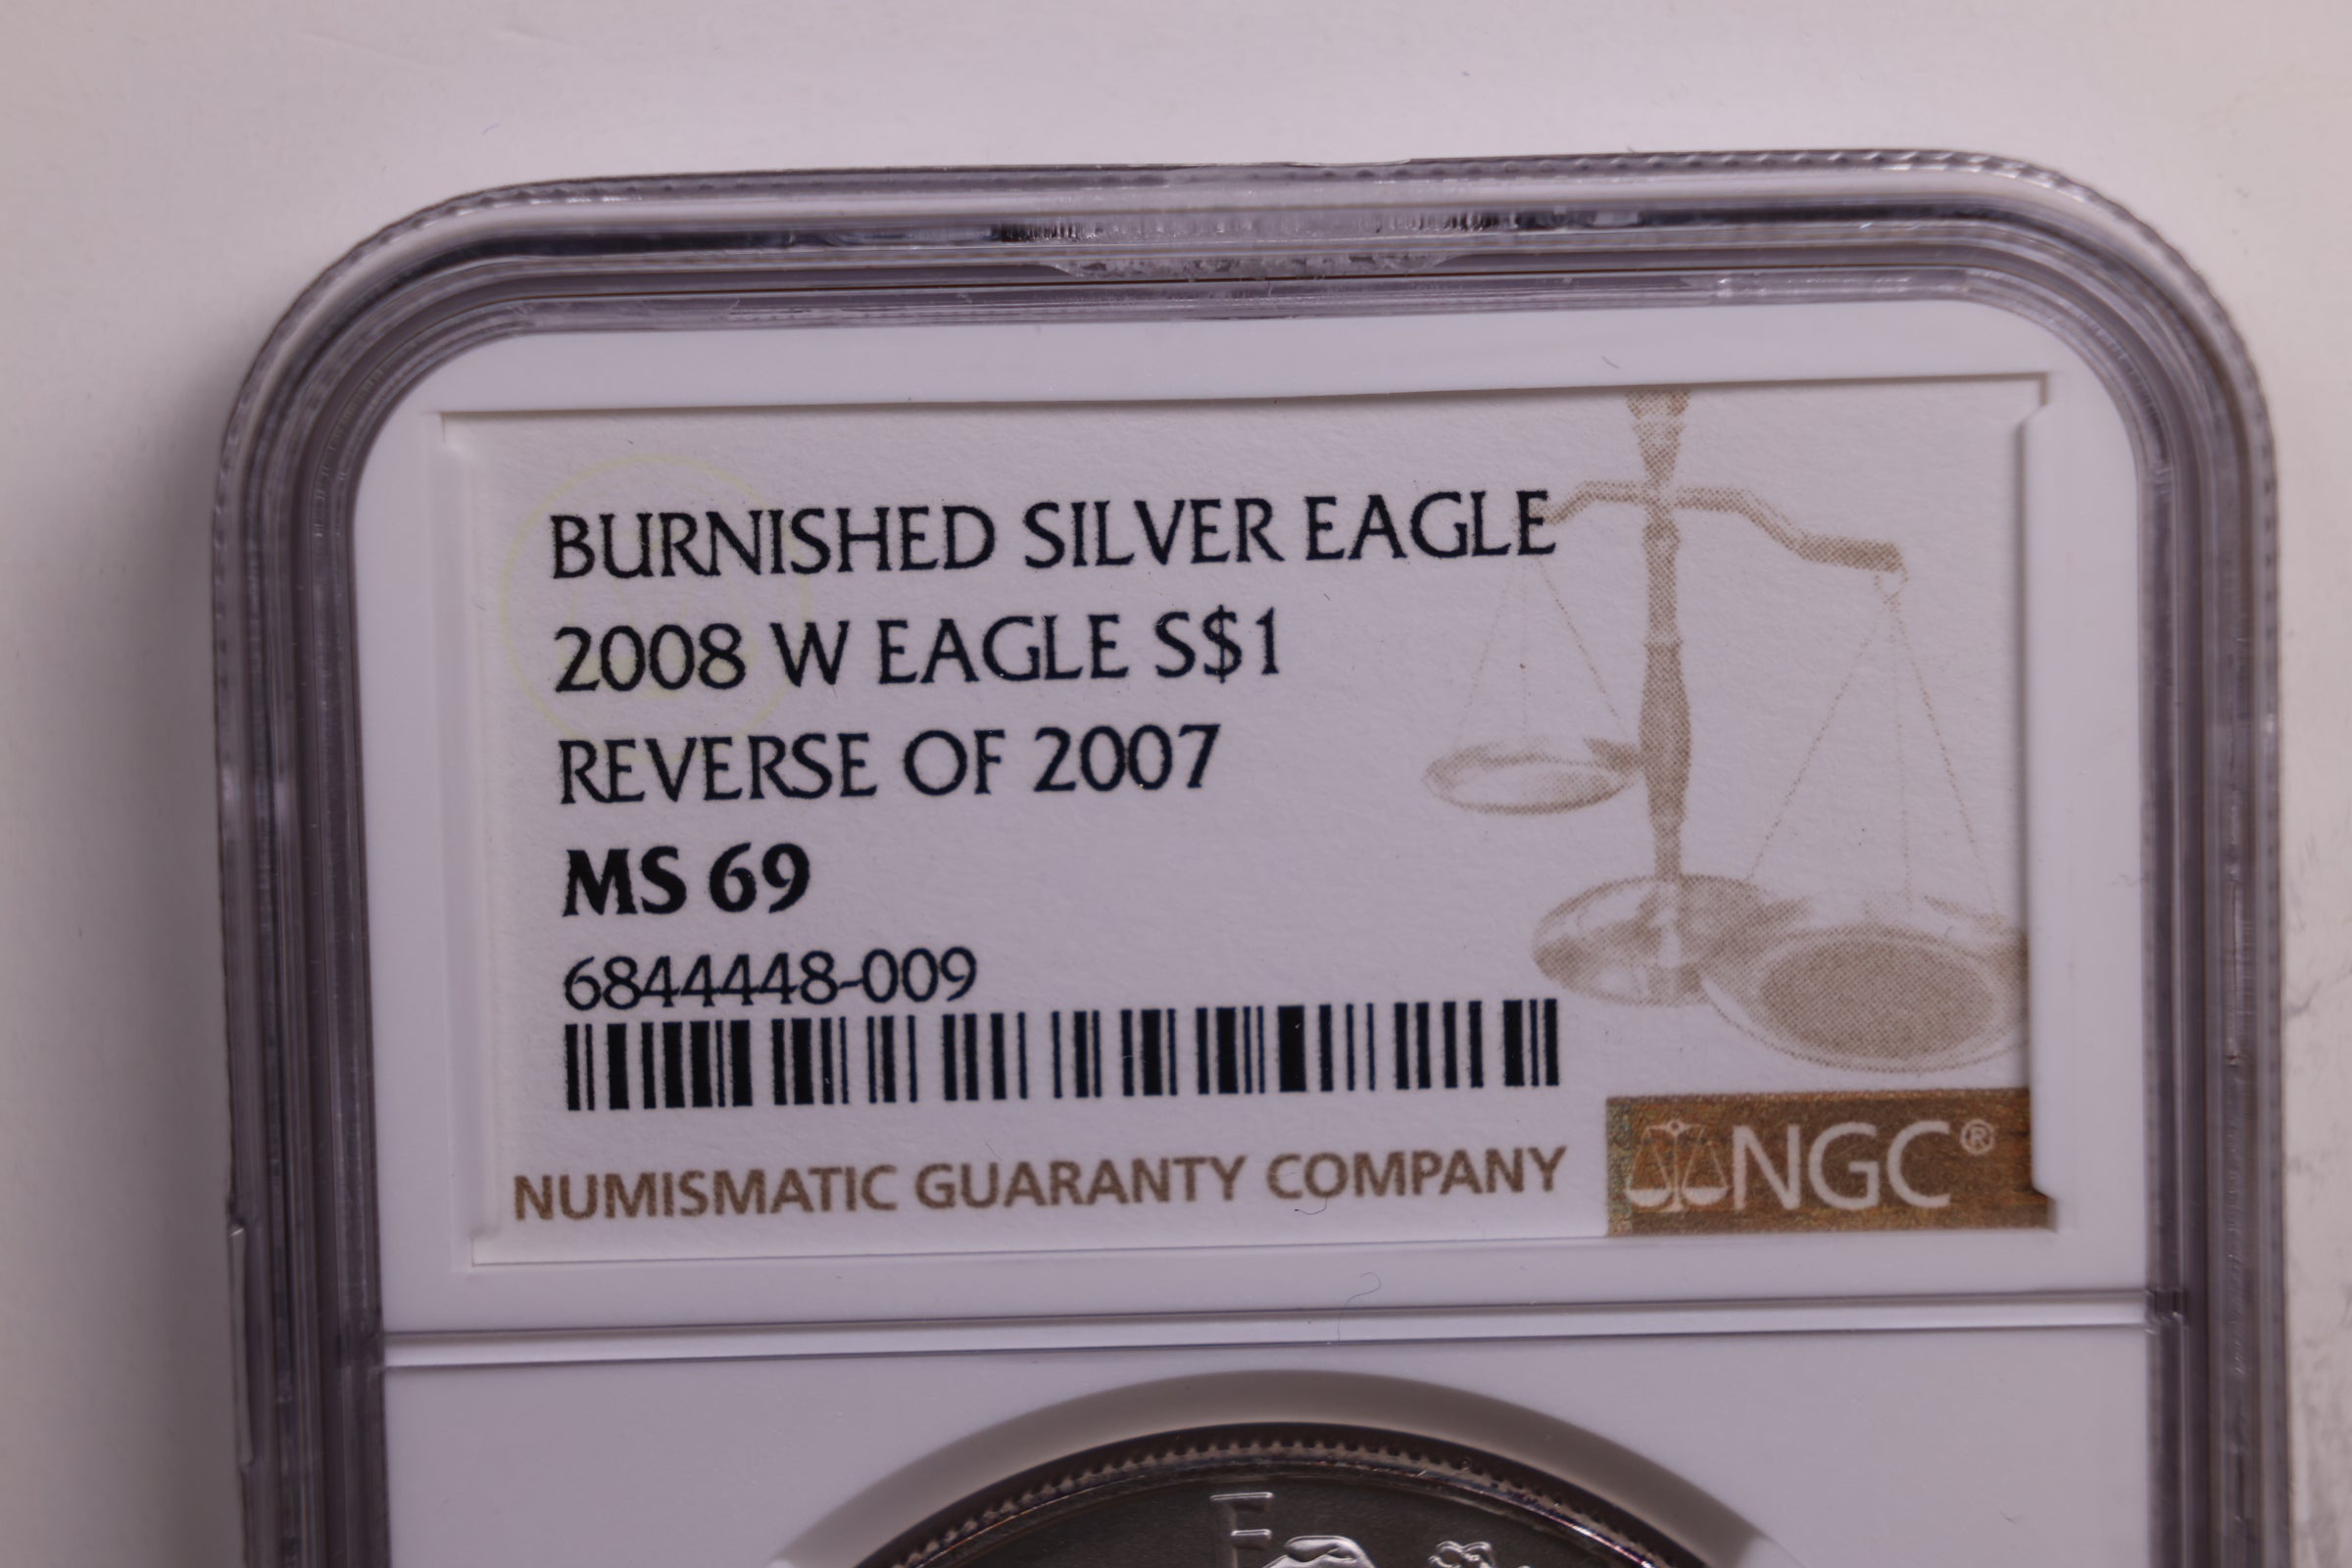 BURNISHED SILVER EAGLE
2008 W EAGLE S$1
REVERSE OF 2007
MS 69
6844448-009
NUMISMATIC GUARANTY COMPANY
NGC®
E